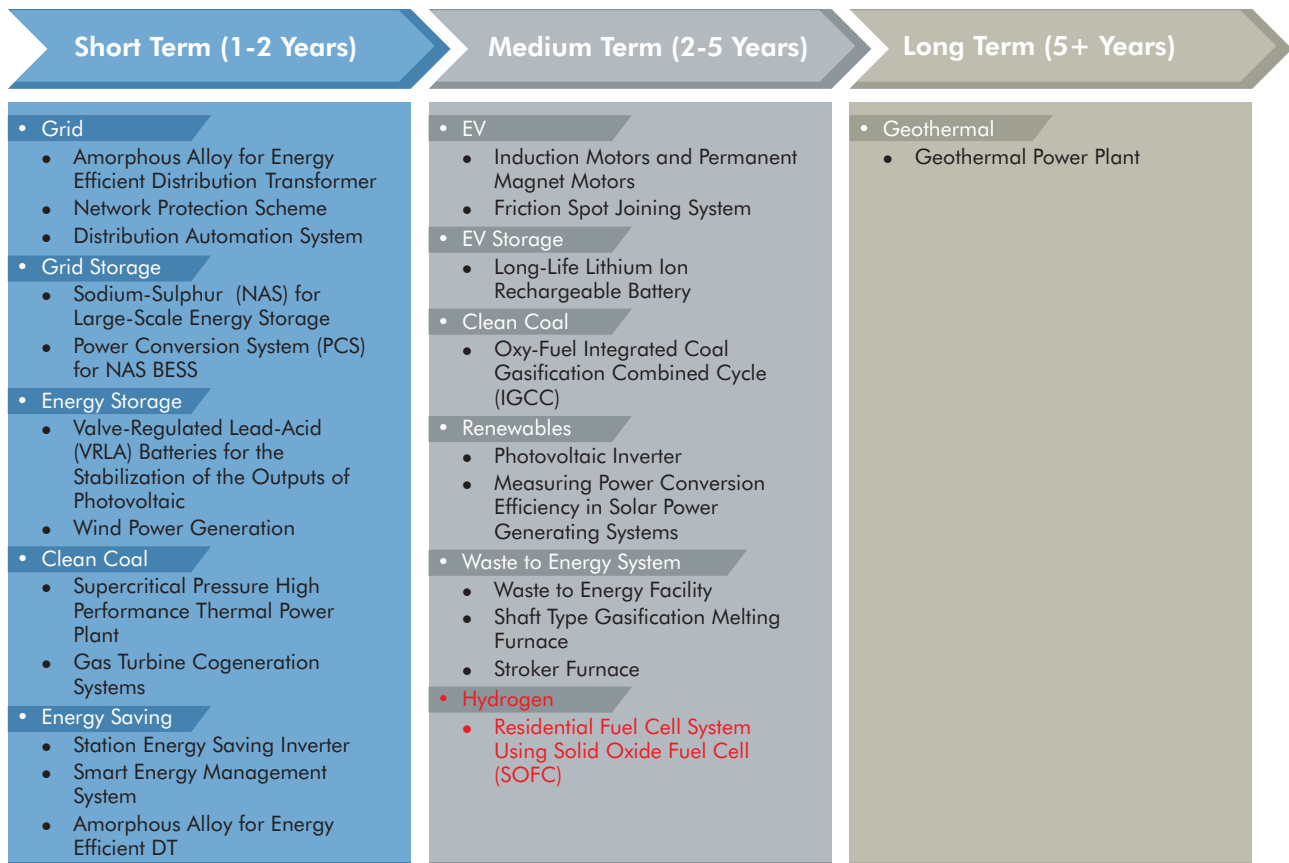 Short Term (1-2 Years)
Medium Term (2-5 Years)
Long Term (5+ Years)
• Grid
• Amorphous Alloy for Energy
Efficient Distribution Transformer
• Network Protection Scheme
• Distribution Automation System
• Grid Storage
• Sodium-Sulphur (NAS) for
Large-Scale Energy Storage
• Power Conversion System (PCS)
for NAS BESS
• Energy Storage
• Valve-Regulated Lead-Acid
(VRLA) Batteries for the
Stabilization of the Outputs of
Photovoltaic
• Wind Power Generation
• Clean Coal
• Supercritical Pressure High
Performance Thermal Power
Plant
• Gas Turbine Cogeneration
Systems
• Energy Saving
• Station Energy Saving Inverter
• Smart Energy Management
System
• Amorphous Alloy for Energy
Efficient DT
• EV
• Induction Motors and Permanent
Magnet Motors
• Friction Spot Joining System
• EV Storage
• Long-Life Lithium Ion
Rechargeable Battery
• Clean Coal
• Oxy-Fuel Integrated Coal
Gasification Combined Cycle
(IGCC)
• Renewables
• Photovoltaic Inverter
• Measuring Power Conversion
Efficiency in Solar Power
Generating Systems
• Waste to Energy System
• Waste to Energy Facility
• Shaft Type Gasification Melting
Furnace
• Stroker Furnace
• Hydrogen
• Residential Fuel Cell System
Using Solid Oxide Fuel Cell
(SOFC)
• Geothermal
• Geothermal Power Plant